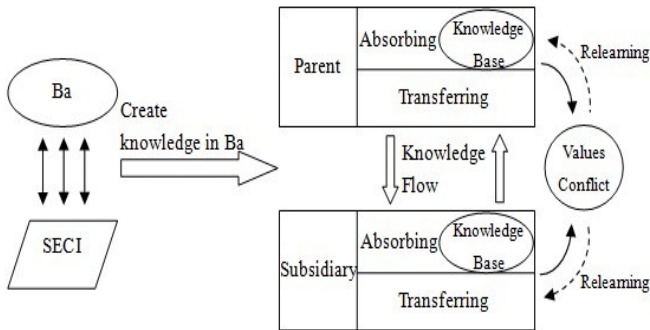 Ba
Create
knowledge in Ba
SECI
Parent
Absorbing
Knowledge
Base
Transferring
Knowledge
Flow
Subsidiary
Absorbing
Knowledge
Base
Transferring
Relearning
Values
Conflict
Relearning